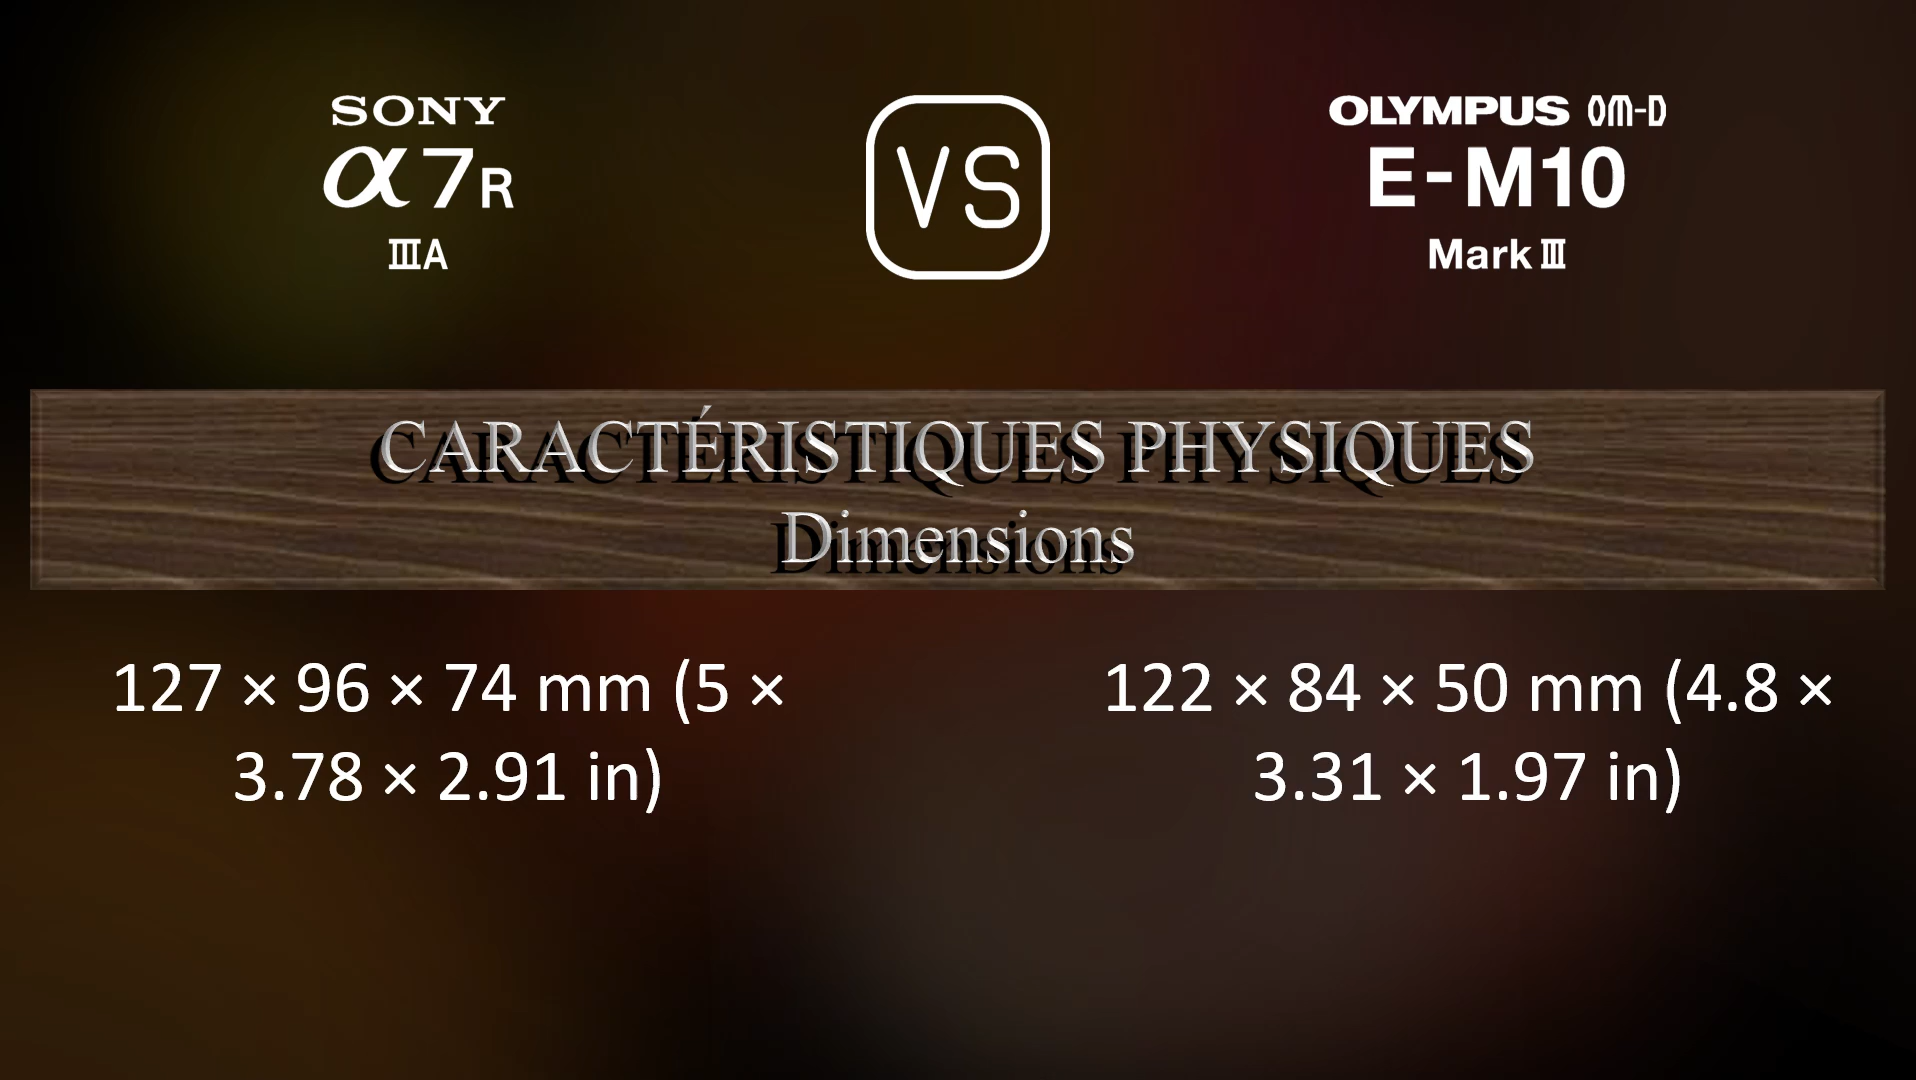 SONY
α7R
IIIA
VS
OLYMPUS OM-D
E-M10
Mark III
CARACTÉRISTIQUES PHYSIQUES
Dimensions
127 × 96 × 74 mm (5 ×
3.78 × 2.91 in)
122 × 84 × 50 mm (4.8 ×
3.31 × 1.97 in)